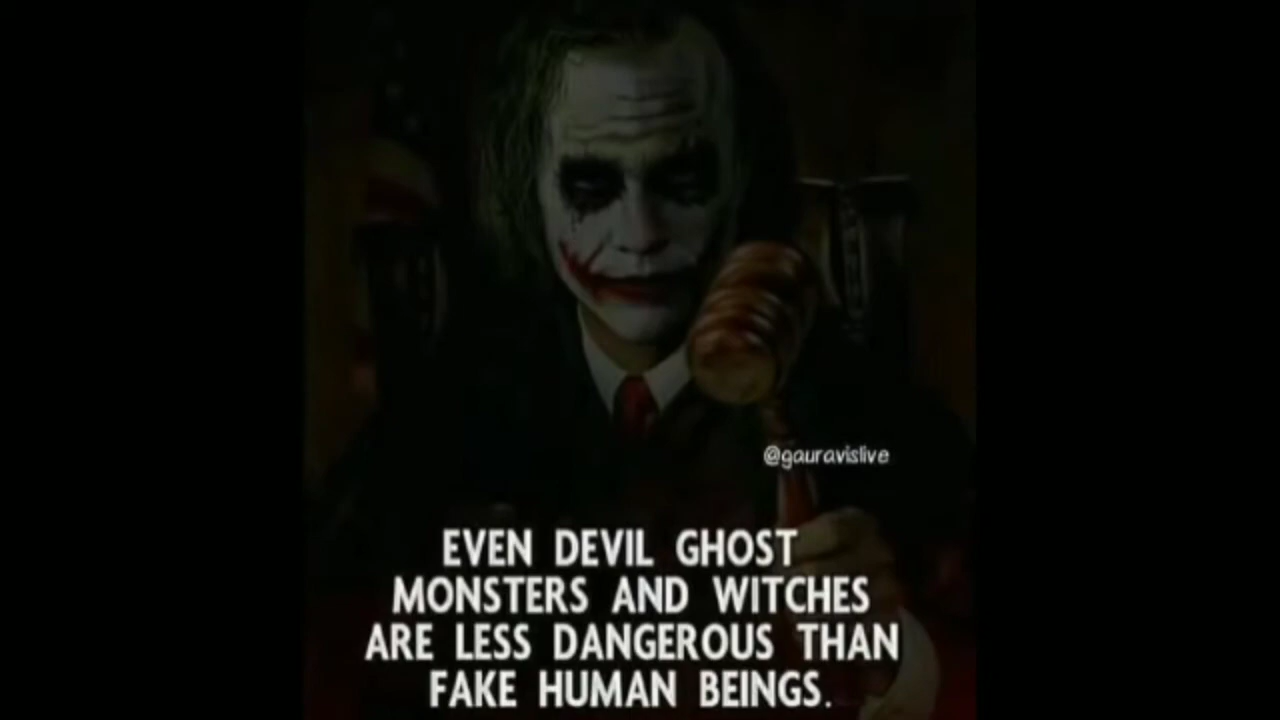 @gauravislive
EVEN DEVIL GHOST
MONSTERS AND WITCHES
ARE LESS DANGEROUS THAN
FAKE HUMAN BEINGS.